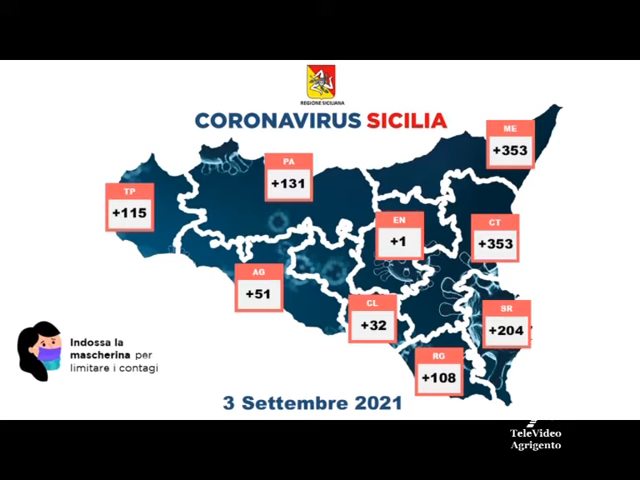 REGIONE SICILIANA
CORONAVIRUS SICILIA
ME
+353
PA
+131
TP
+115
EN
+1
CT
+353
AG
+51
CL
+32
SR
+204
RG
+108
Indossa la
mascherina per
limitare i contagi
3 Settembre 2021
TeleVideo
Agrigento